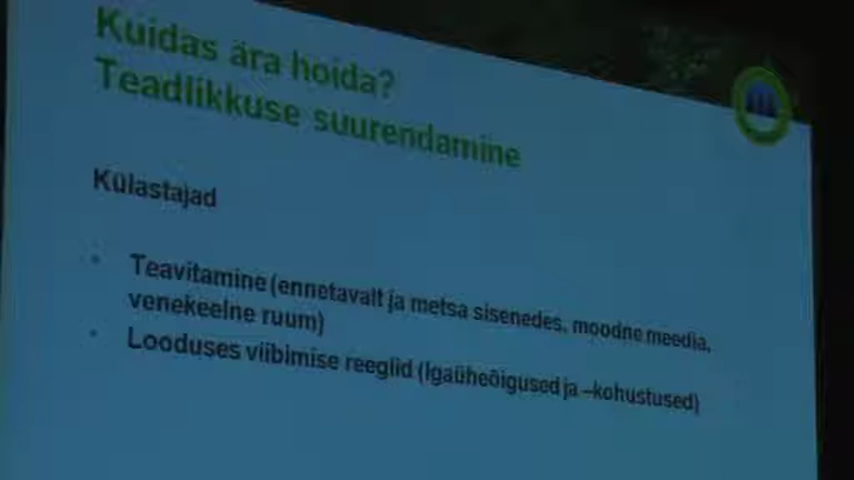 Kuidas ära hoida?
Teadlikkuse suurendamine
Külastajad
• Teavitamine (ennetavalt ja metsa sisenedes, moodne meedia,
venekeelne ruum)
• Looduses viibimise reeglid (Igaüheõigused ja –kohustused)